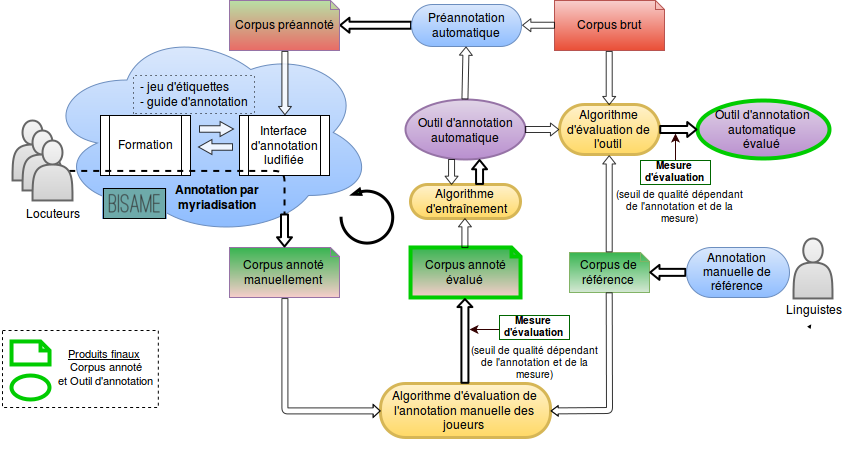 Corpus préannoté
Préannotation
automatique
Corpus brut
- jeu d'étiquettes
- guide d'annotation
Formation
Interface
d'annotation
ludifiée
Locuteurs
BISAME
Annotation par
myriadisation
Outil d'annotation
automatique
Algorithme
d'évaluation de
l'outil
Outil d'annotation
automatique
évalué
Mesure
d'évaluation
(seuil de qualité dépendant
de l'annotation et de la
mesure)
Algorithme
d'entraînement
Corpus annoté
manuellement
Corpus annoté
évalué
Corpus de
référence
Annotation
manuelle de
référence
Linguistes
Mesure
d'évaluation
(seuil de qualité dépendant
de l'annotation et de la
mesure)
Produits finaux
Corpus annoté
et Outil d'annotation
Algorithme d'évaluation de
l'annotation manuelle des
joueurs